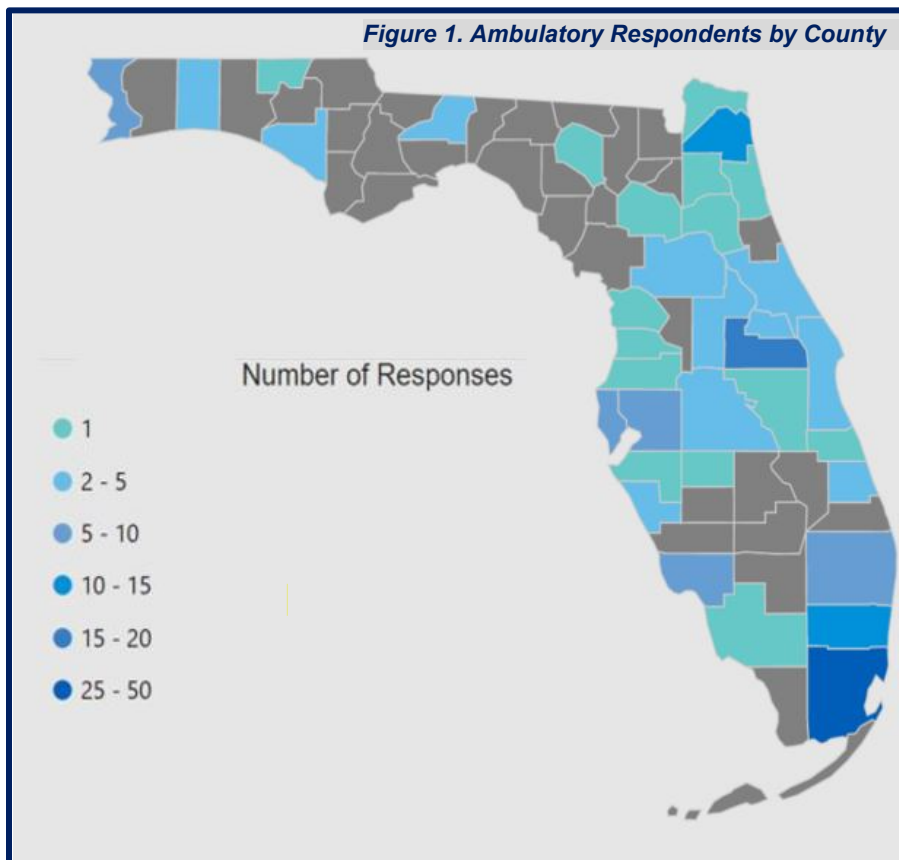 Figure 1. Ambulatory Respondents by County
Number of Responses
1
2 - 5
5 - 10
10 - 15
15 - 20
25 - 50